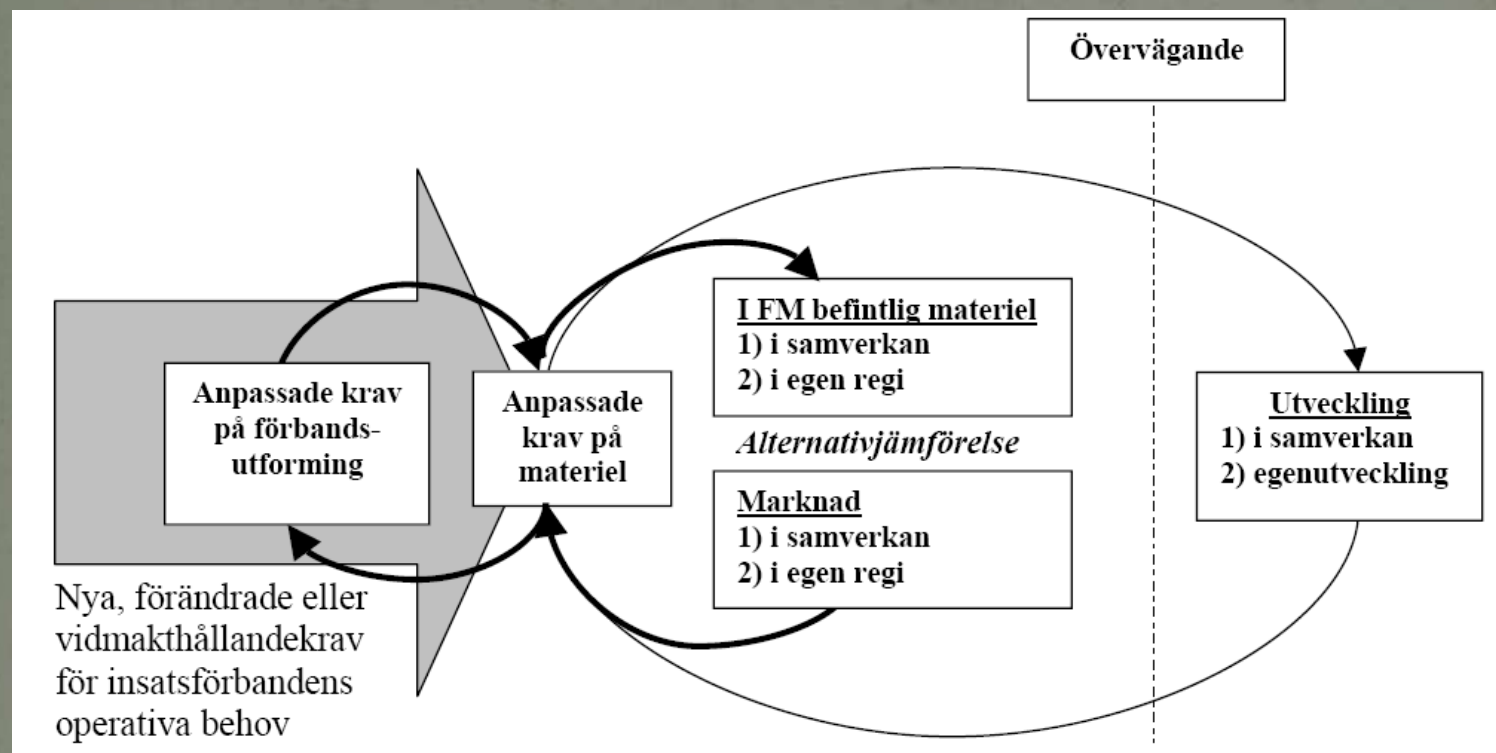 Övervägande
Anpassade krav
på förbands-
utforming
Anpassade
krav på
materiel
I FM befintlig materiel
1) i samverkan
2) i egen regi
Alternativjämförelse
Marknad
1) i samverkan
2) i egen regi
Utveckling
1) i samverkan
2) egenutveckling
Nya, förändrade eller
vidmakthållandekrav
för insatsförbandens
operativa behov